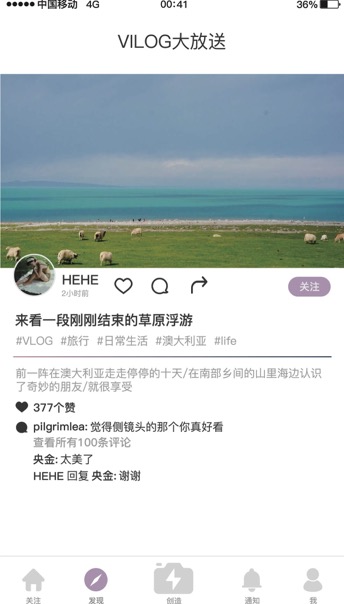 中国移动 4G 00:41 36%
VILOG大放送
HEHE
2小时前
关注
来看一段刚刚结束的草原浮游
#VLOG #旅行 #日常生活 #澳大利亚 #life
前一阵在澳大利亚走走停停的十天/在南部乡间的山里海边认识
了奇妙的朋友/就很享受
377个赞
pilgrimlea: 觉得侧镜头的那个你真好看
查看所有100条评论
央金: 太美了
HEHE 回复 央金: 谢谢
关注 发现 创造 通知 我